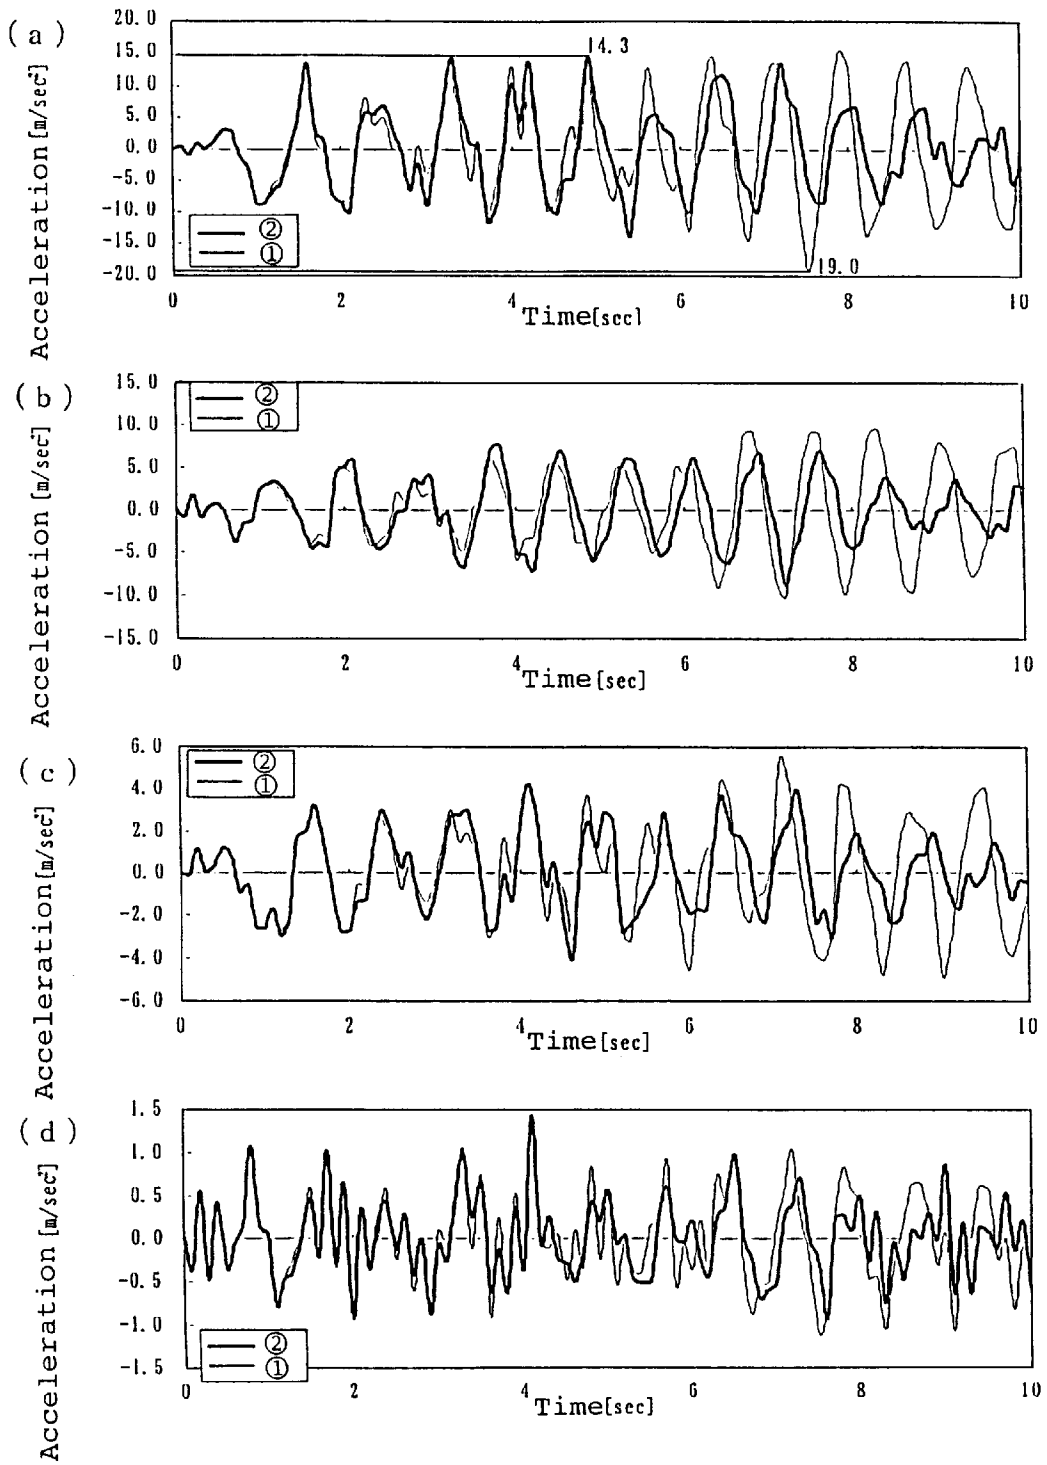 ( a )
Acceleration[m/sec²]
20.0
15.0
10.0
5.0
0.0
-5.0
-10.0
-15.0
-20.0
14.3
19.0
②
①
0 2 4 6 8 10
Time[sec]
( b )
Acceleration[m/sec²]
15.0
10.0
5.0
0.0
-5.0
-10.0
-15.0
②
①
0 2 4 6 8 10
Time[sec]
( c )
Acceleration[m/sec²]
6.0
4.0
2.0
0.0
-2.0
-4.0
-6.0
②
①
0 2 4 6 8 10
Time[sec]
( d )
Acceleration[m/sec²]
1.5
1.0
0.5
0.0
-0.5
-1.0
-1.5
②
①
0 2 4 6 8 10
Time[sec]